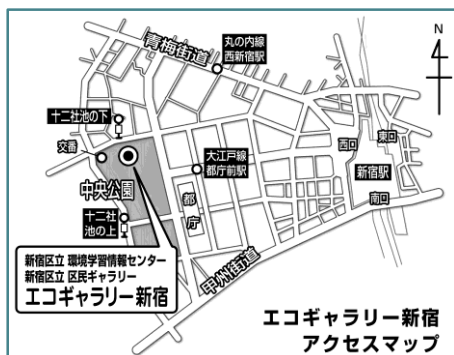 N
青梅街道
丸の内線
西新宿駅
十二社池の下
交番
中央公園
大江戸線
都庁前駅
都庁
西口
東口
新宿駅
南口
十二社
池の上
甲州街道
新宿区立 環境学習情報センター
新宿区立 区民ギャラリー
エコギャラリー新宿
エコギャラリー新宿
アクセスマップ